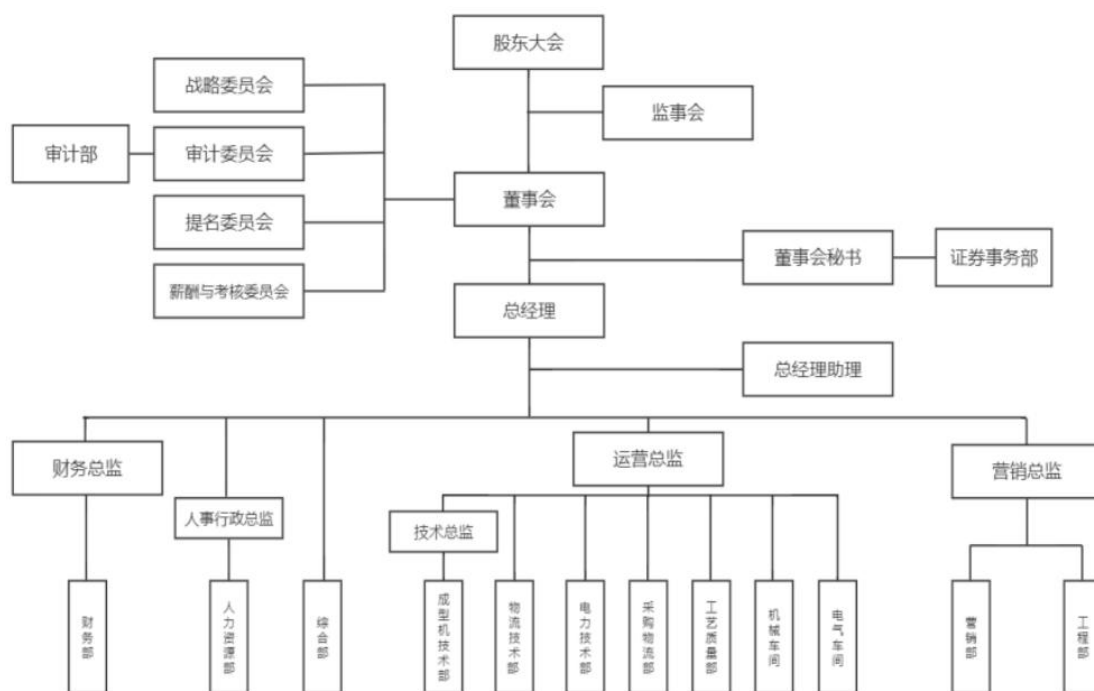 股东大会
战略委员会
监事会
审计部
审计委员会
董事会
提名委员会
董事会秘书
证券事务部
薪酬与考核委员会
总经理
总经理助理
财务总监
运营总监
营销总监
人事行政总监
技术总监
财务部
人力资源部
综合部
成型机技术部
物流技术部
电力技术部
采购物流部
工艺质量部
机械车间
电气车间
营销部
工程部